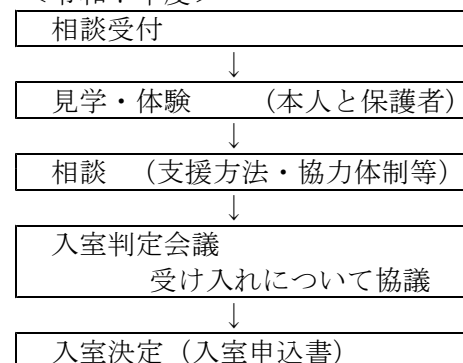 相談受付
↓
見学・体験　　（本人と保護者）
↓
相談　（支援方法・協力体制等）
↓
入室判定会議
受け入れについて協議
↓
入室決定（入室申込書）